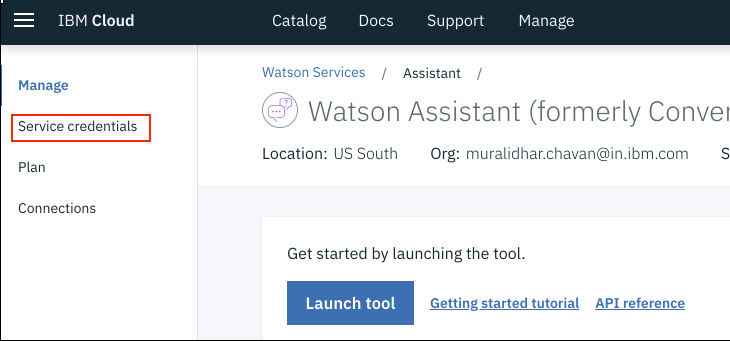 IBM Cloud Catalog Docs Support Manage
Manage
Service credentials
Plan
Connections
Watson Services / Assistant /
Watson Assistant (formerly Conver
Location: US South Org: muralidhar.chavan@in.ibm.com S
Get started by launching the tool.
Launch tool Getting started tutorial API reference